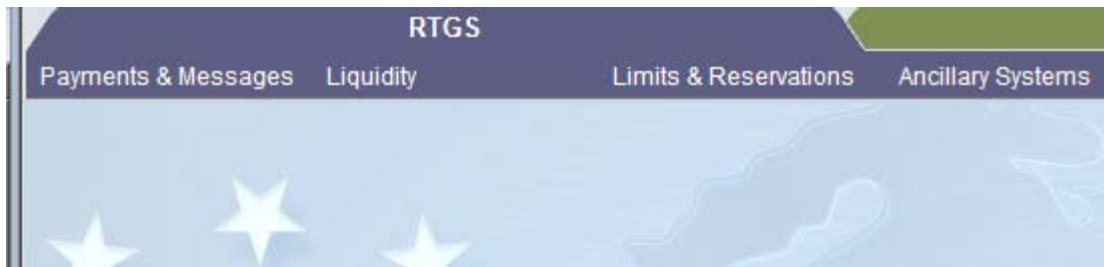 RTGS
Payments & Messages Liquidity Limits & Reservations Ancillary Systems